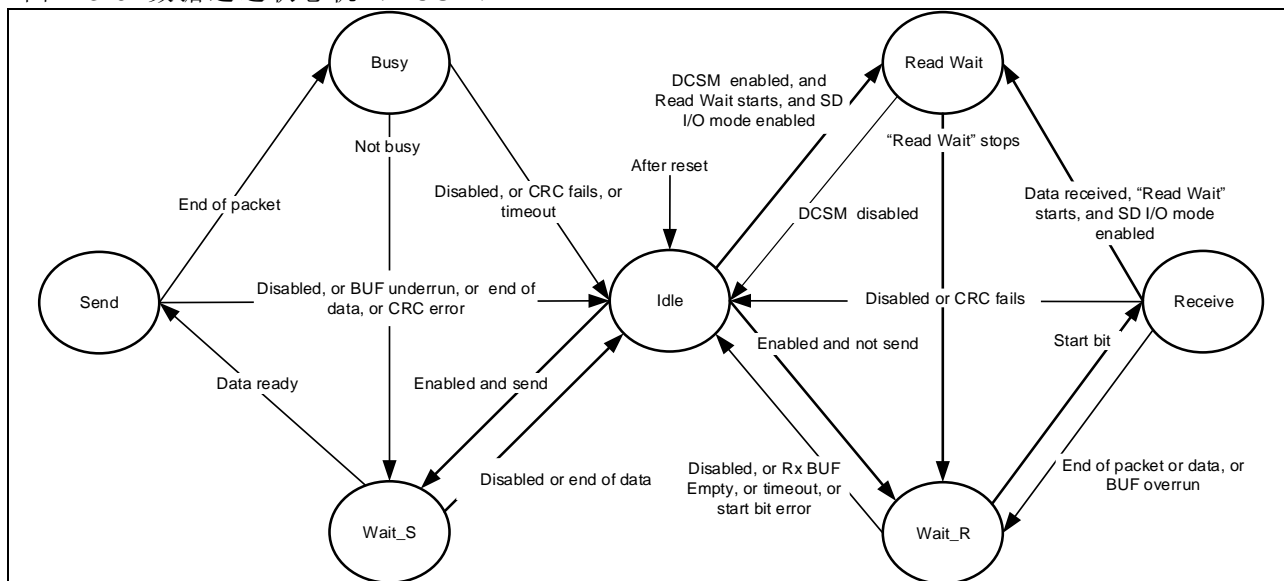 Busy
Read Wait
DCSM enabled, and
Read Wait starts, and SD
I/O mode enabled
Not busy
"Read Wait" stops
After reset
End of packet
Disabled, or CRC fails, or
timeout
Data received, "Read Wait"
starts, and SD I/O mode
enabled
DCSM disabled
Send
Disabled, or BUF underrun, or end of
data, or CRC error
Idle
Disabled or CRC fails
Receive
Enabled and not send
Start bit
Data ready
Enabled and send
Disabled or end of data
Disabled, or Rx BUF
Empty, or timeout, or
start bit error
End of packet or data, or
BUF overrun
Wait_S
Wait_R